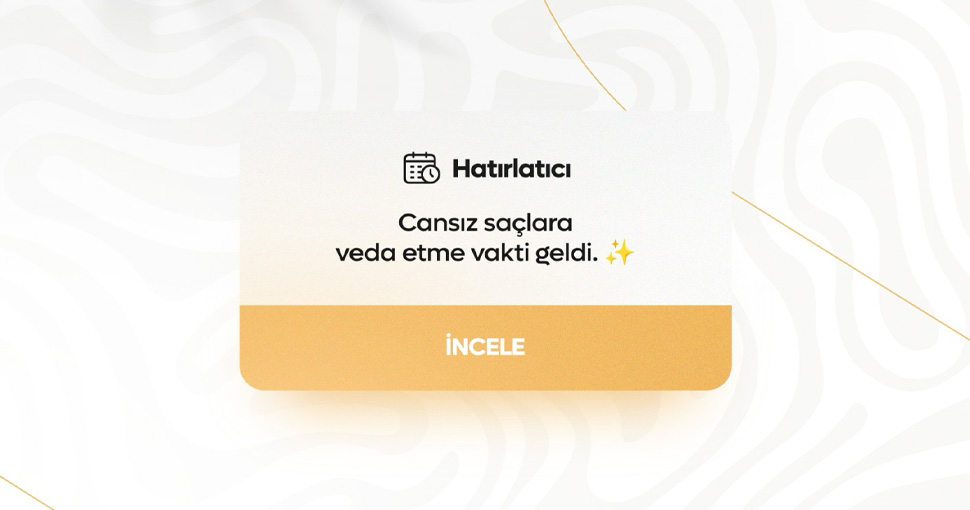 Hatırlatıcı
Cansız saçlara
veda etme vakti geldi. ✨
İNCELE